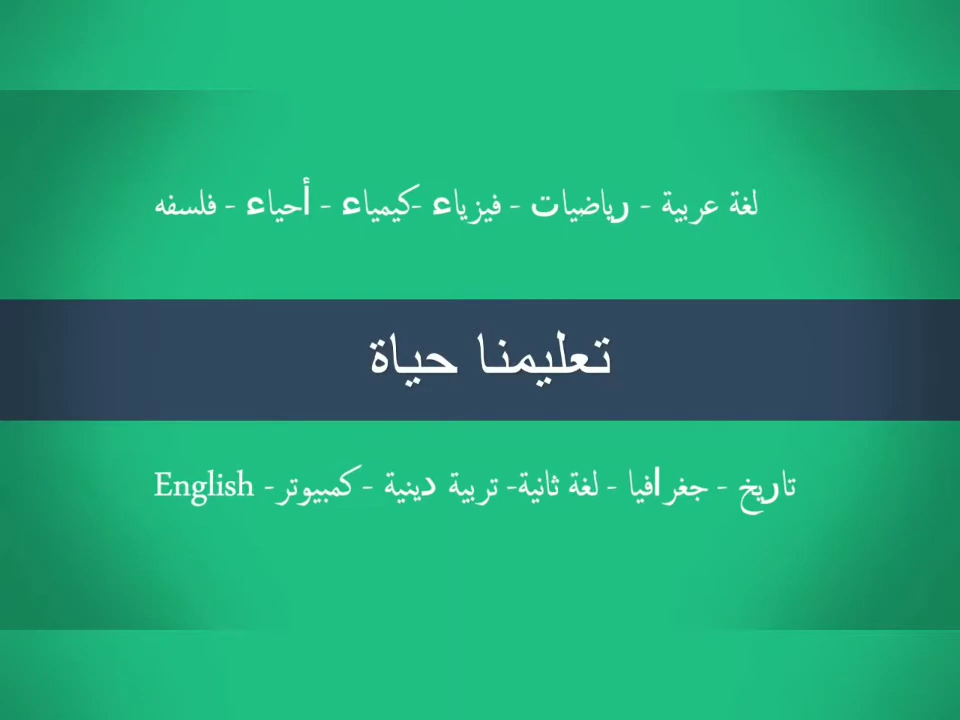 لغة عربية - رياضيات - فيزياء -كيمياء - أحياء - فلسفه
تعليمنا حياة
تاريخ - جغرافيا - لغة ثانية- تربية دينية - كمبيوتر- English